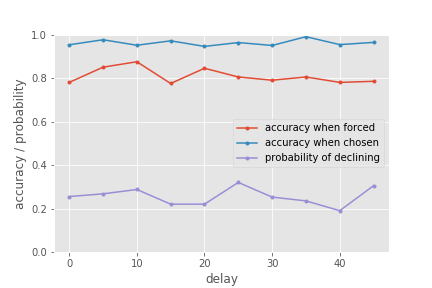 1.0
0.8
0.6
0.4
0.2
0.0
accuracy / probability
accuracy when forced
accuracy when chosen
probability of declining
0 10 20 30 40
delay